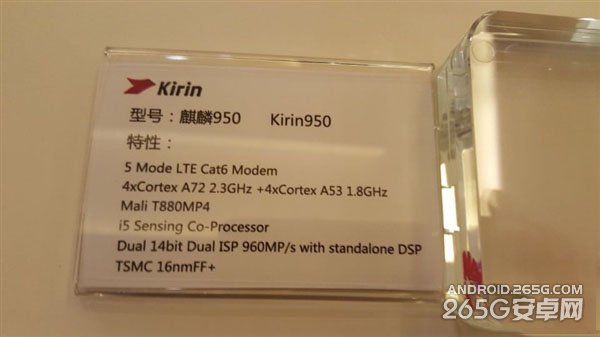 Kirin
型号：麒麟950 Kirin950
特性：
5 Mode LTE Cat6 Modem
4xCortex A72 2.3GHz +4xCortex A53 1.8GHz
Mali T880MP4
i5 Sensing Co-Processor
Dual 14bit Dual ISP 960MP/s with standalone DSP
TSMC 16nmFF+
ANDROID.265G.COM
265G安卓网